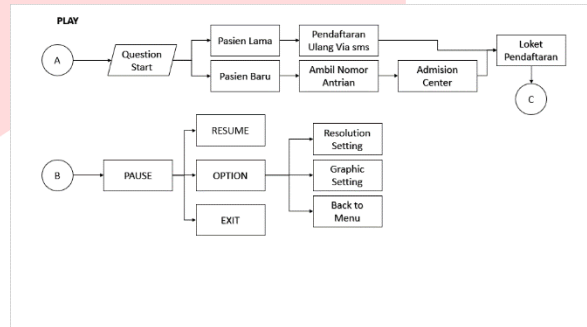 PLAY
A
Question
Start
Pasien Lama
Pendaftaran
Ulang Via sms
Loket
Pendaftaran
Pasien Baru
Ambil Nomor
Antrian
Admision
Center
C
B
PAUSE
RESUME
OPTION
EXIT
Resolution
Setting
Graphic
Setting
Back to
Menu